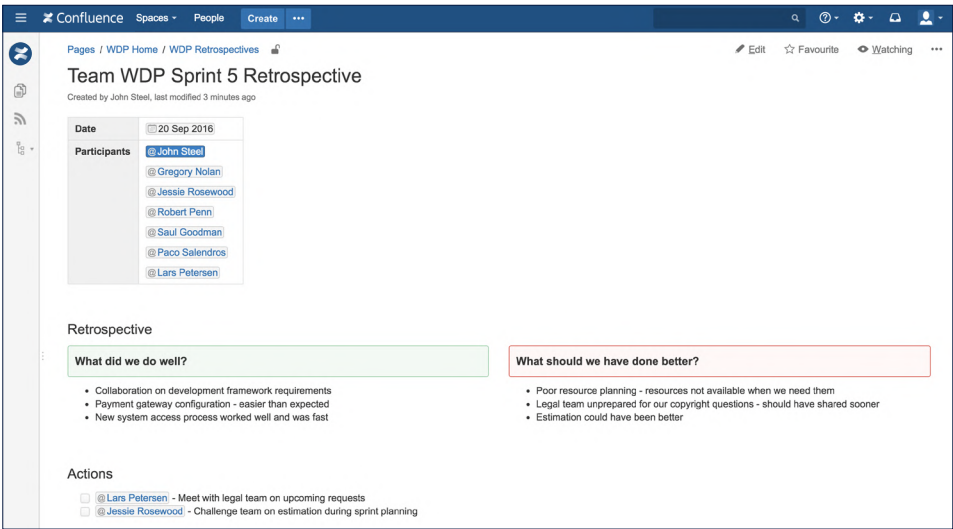 Confluence Spaces People Create •••
Pages / WDP Home / WDP Retrospectives
Edit Favourite Watching •••
Team WDP Sprint 5 Retrospective
Created by John Steel, last modified 3 minutes ago
Date 20 Sep 2016
Participants @John Steel
@Gregory Nolan
@Jessie Rosewood
@Robert Penn
@Saul Goodman
@Paco Salendros
@Lars Petersen
Retrospective
What did we do well?
• Collaboration on development framework requirements
• Payment gateway configuration - easier than expected
• New system access process worked well and was fast
What should we have done better?
• Poor resource planning - resources not available when we need them
• Legal team unprepared for our copyright questions - should have shared sooner
• Estimation could have been better
Actions
@Lars Petersen - Meet with legal team on upcoming requests
@Jessie Rosewood - Challenge team on estimation during sprint planning